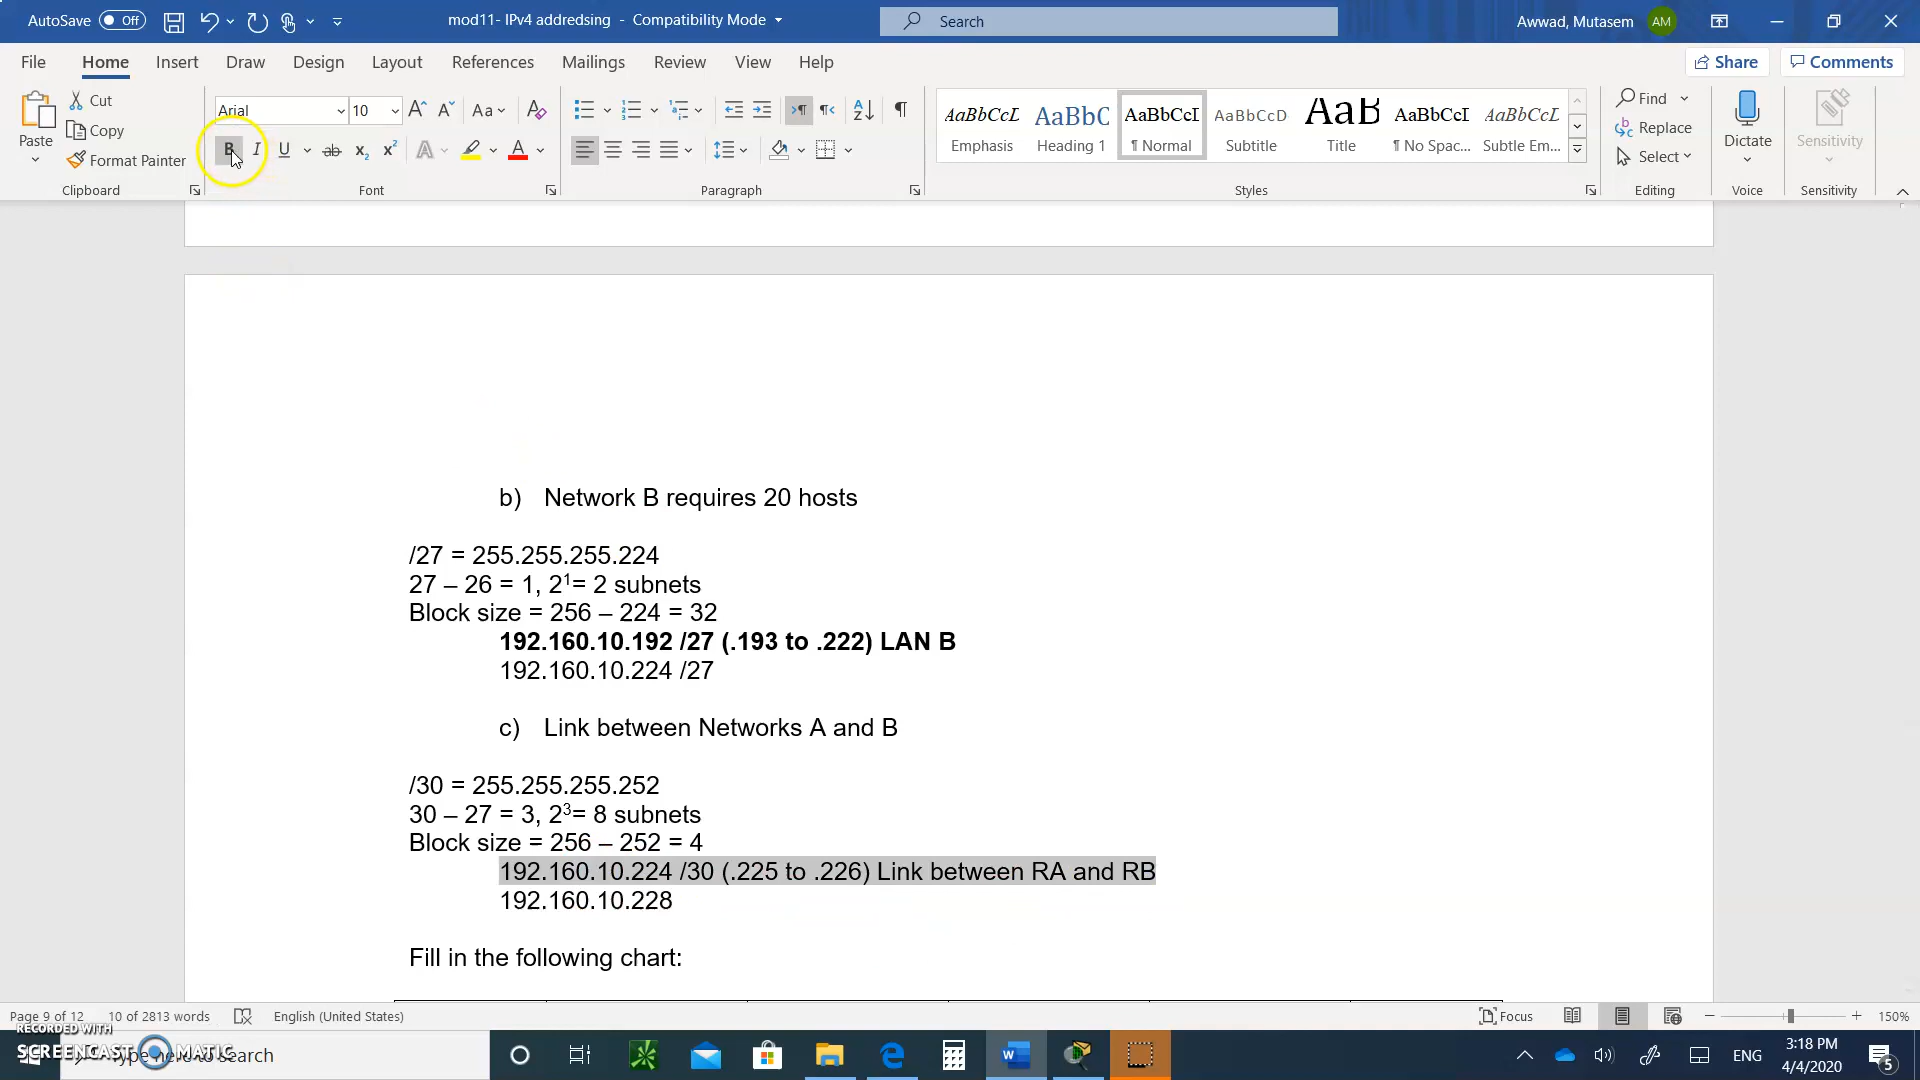 AutoSave Off mod11- IPv4 addredsing - Compatibility Mode Search Awwad, Mutasem AM
File Home Insert Draw Design Layout References Mailings Review View Help Share Comments
Paste Cut Copy Format Painter
Clipboard
Arial 10
Font
Paragraph
AaBbCcL AaBbC AaBbCcI AaBbCcD AaB AaBbCcI AaBbCcL
Emphasis Heading 1 ¶ Normal Subtitle Title ¶ No Spac... Subtle Em...
Styles
Find Replace Select
Editing
Dictate
Voice
Sensitivity
Sensitivity
b) Network B requires 20 hosts
/27 = 255.255.255.224
27 – 26 = 1, 2¹= 2 subnets
Block size = 256 – 224 = 32
192.160.10.192 /27 (.193 to .222) LAN B
192.160.10.224 /27
c) Link between Networks A and B
/30 = 255.255.255.252
30 – 27 = 3, 2³= 8 subnets
Block size = 256 – 252 = 4
192.160.10.224 /30 (.225 to .226) Link between RA and RB
192.160.10.228
Fill in the following chart:
Page 9 of 12 10 of 2813 words English (United States) Focus 150%
RECORDED WITH
SCREENCAST MATIC
Type here to search
ENG 3:18 PM
4/4/2020 5